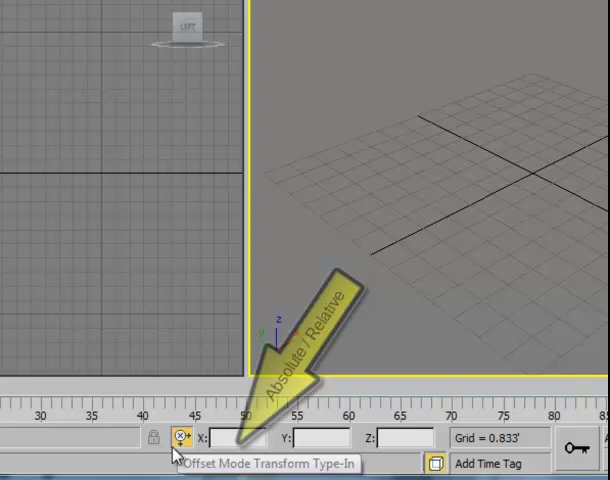 LEFT
z
y
Absolute / Relative
30 35 40 45 50 55 60 65 70 75 80 85
X: Y: Z: Grid = 0.833'
Offset Mode Transform Type-In
Add Time Tag